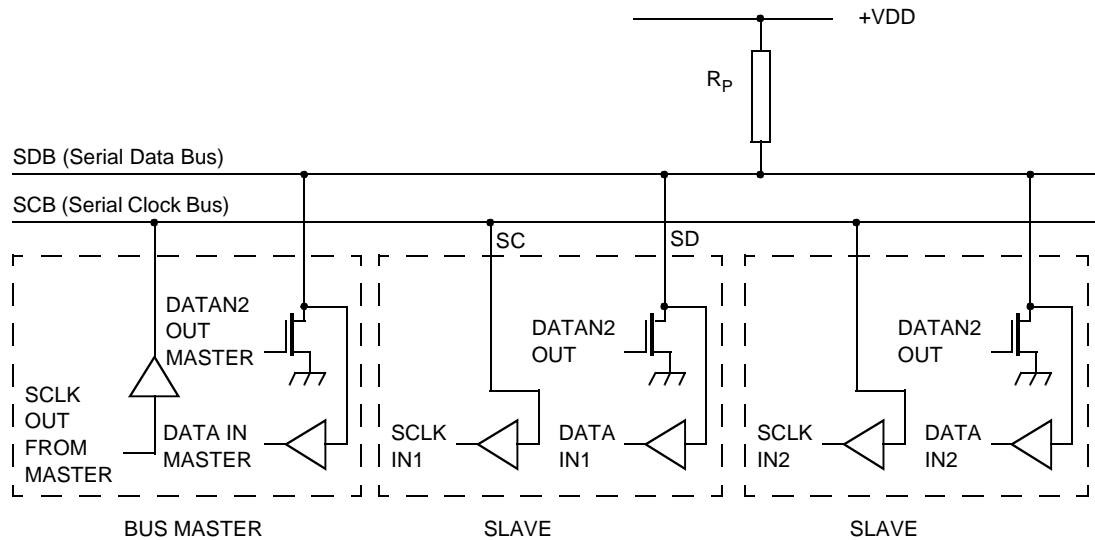 +VDD
RP
SDB (Serial Data Bus)
SCB (Serial Clock Bus)
SC
SD
DATAN2
OUT
MASTER
SCLK
OUT
FROM
MASTER
DATA IN
MASTER
DATAN2
OUT
SCLK
IN1
DATA
IN1
DATAN2
OUT
SCLK
IN2
DATA
IN2
BUS MASTER
SLAVE
SLAVE